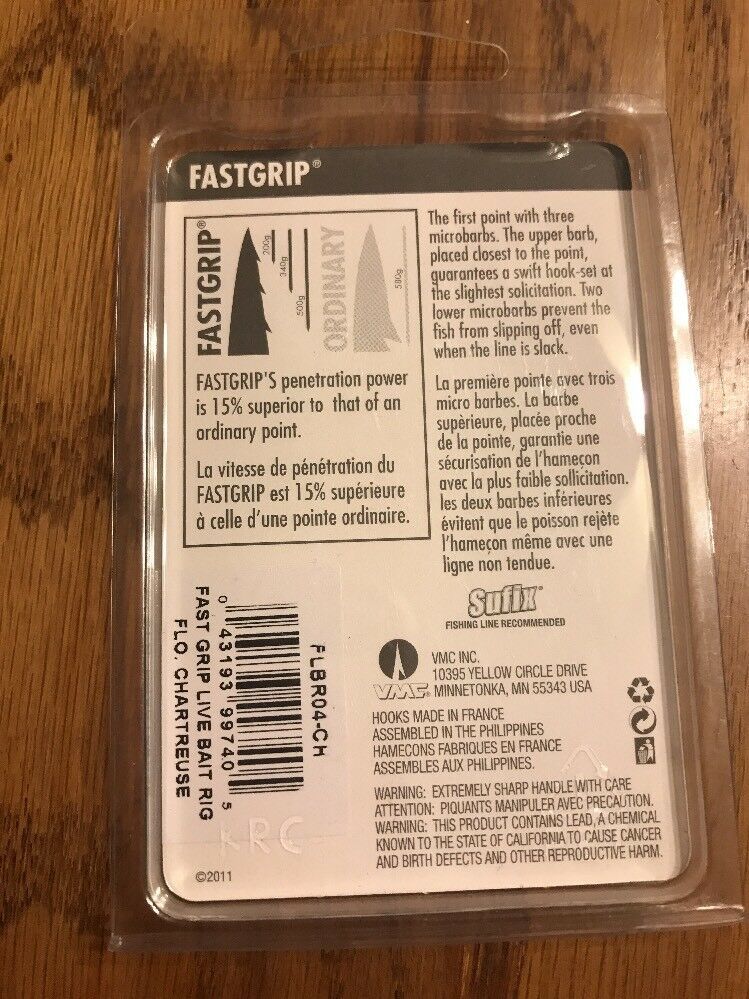 FASTGRIP®
FASTGRIP®
200g
340g
500g
ORDINARY
580g
FASTGRIP'S penetration power
is 15% superior to that of an
ordinary point.
La vitesse de pénétration du
FASTGRIP est 15% supérieure
à celle d'une pointe ordinaire.
The first point with three
microbarbs. The upper barb,
placed closest to the point,
guarantees a swift hook-set at
the slightest solicitation. Two
lower microbarbs prevent the
fish from slipping off, even
when the line is slack.
La première pointe avec trois
micro barbes. La barbe
supérieure, placée proche
de la pointe, garantie une
sécurisation de l'hameçon
avec la plus faible sollicitation.
les deux barbes inférieures
évitent que le poisson rejète
l'hameçon même avec une
ligne non tendue.
Sufix®
FISHING LINE RECOMMENDED
FLBR04-CH
0 43193 99740 5
FAST GRIP LIVE BAIT RIG
FLO. CHARTREUSE
VMC®
VMC INC.
10395 YELLOW CIRCLE DRIVE
MINNETONKA, MN 55343 USA
HOOKS MADE IN FRANCE
ASSEMBLED IN THE PHILIPPINES
HAMECONS FABRIQUES EN FRANCE
ASSEMBLES AUX PHILIPPINES.
WARNING: EXTREMELY SHARP HANDLE WITH CARE
ATTENTION: PIQUANTS MANIPULER AVEC PRECAUTION.
WARNING: THIS PRODUCT CONTAINS LEAD, A CHEMICAL
KNOWN TO THE STATE OF CALIFORNIA TO CAUSE CANCER
AND BIRTH DEFECTS AND OTHER REPRODUCTIVE HARM.
KRC
©2011